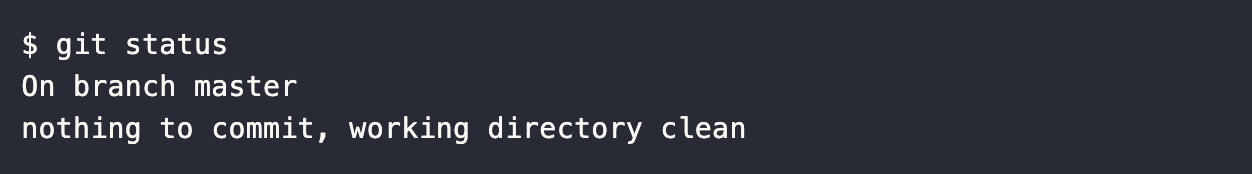 $ git status
On branch master
nothing to commit, working directory clean